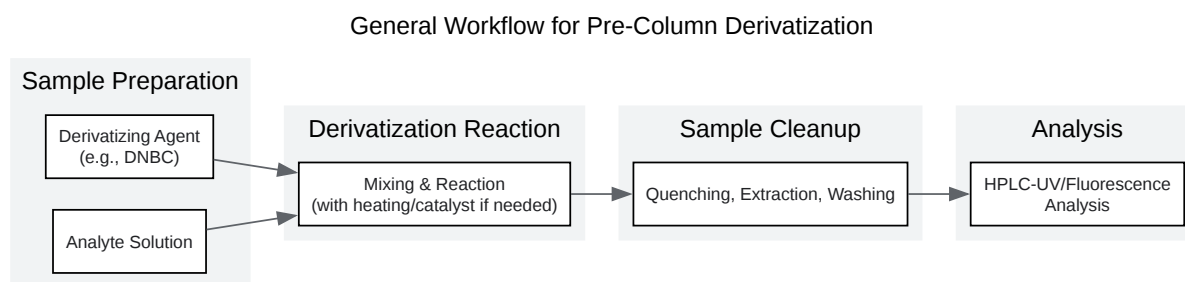 General Workflow for Pre-Column Derivatization
Sample Preparation
Derivatizing Agent
(e.g., DNBC)
Analyte Solution
Derivatization Reaction
Mixing & Reaction
(with heating/catalyst if needed)
Sample Cleanup
Quenching, Extraction, Washing
Analysis
HPLC-UV/Fluorescence
Analysis